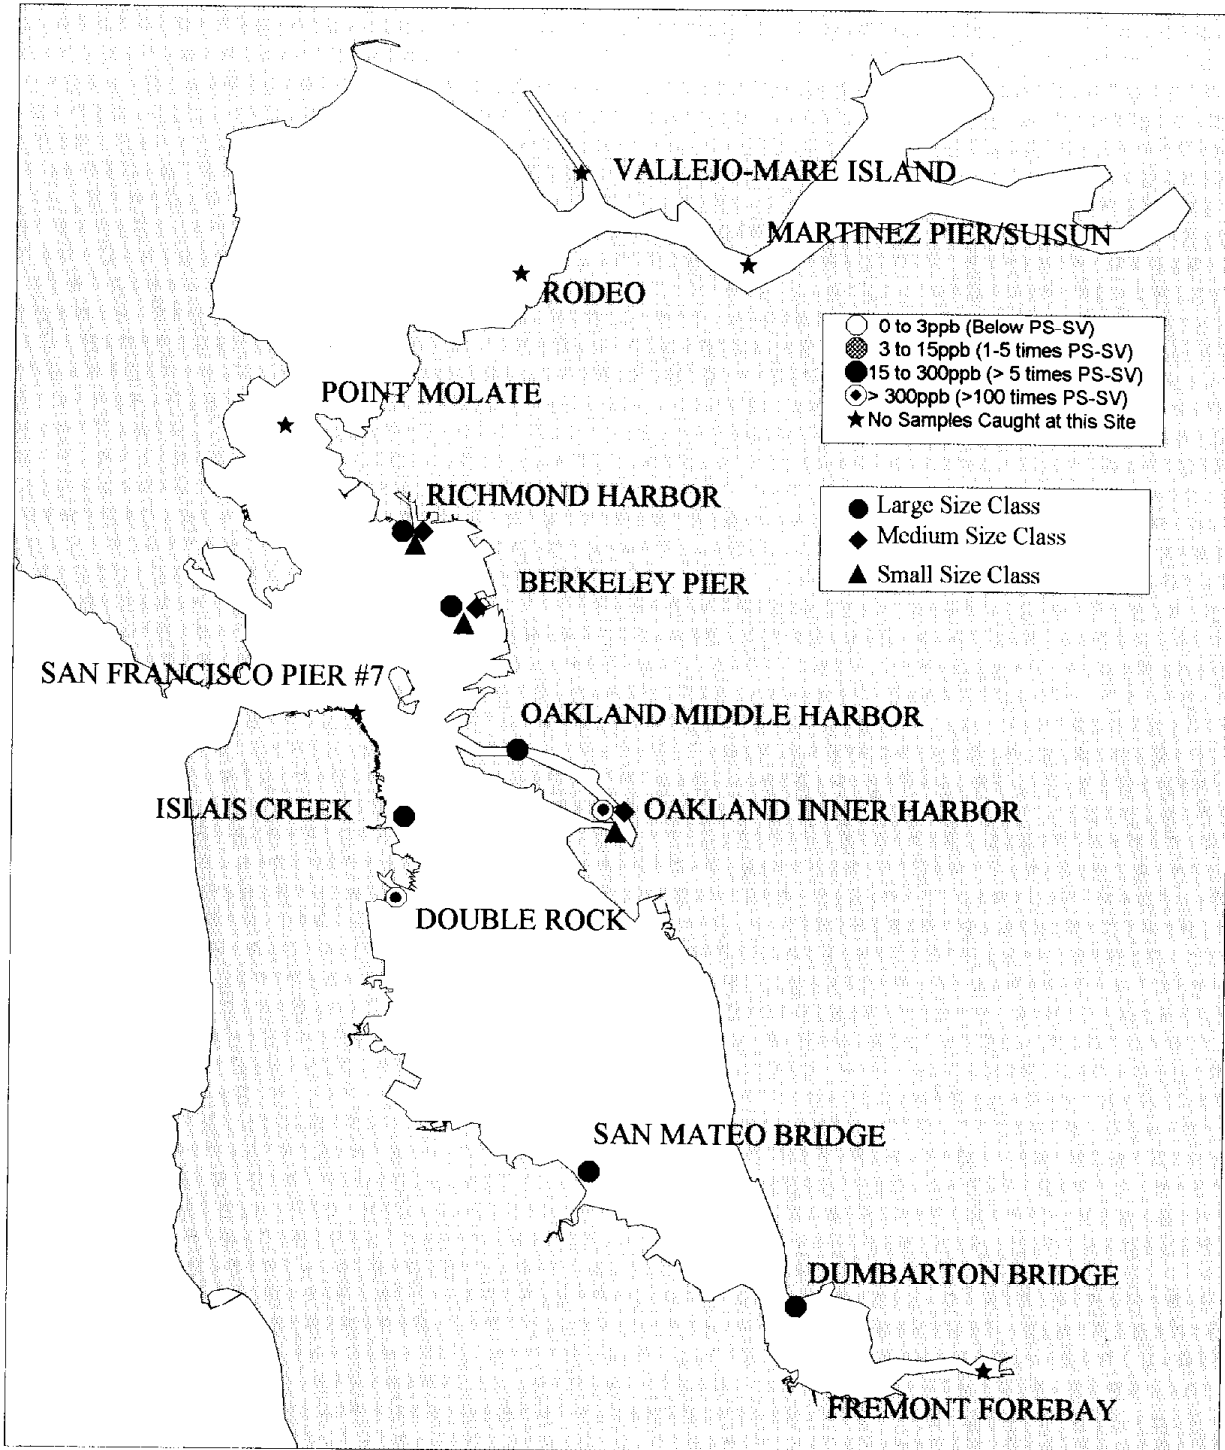 VALLEJO-MARE ISLAND
MARTINEZ PIER/SUISUN
RODEO
0 to 3ppb (Below PS-SV)
3 to 15ppb (1-5 times PS-SV)
15 to 300ppb (> 5 times PS-SV)
> 300ppb (>100 times PS-SV)
No Samples Caught at this Site
POINT MOLATE
RICHMOND HARBOR
Large Size Class
Medium Size Class
Small Size Class
BERKELEY PIER
SAN FRANCISCO PIER #7
OAKLAND MIDDLE HARBOR
ISLAIS CREEK
OAKLAND INNER HARBOR
DOUBLE ROCK
SAN MATEO BRIDGE
DUMBARTON BRIDGE
FREMONT FOREBAY